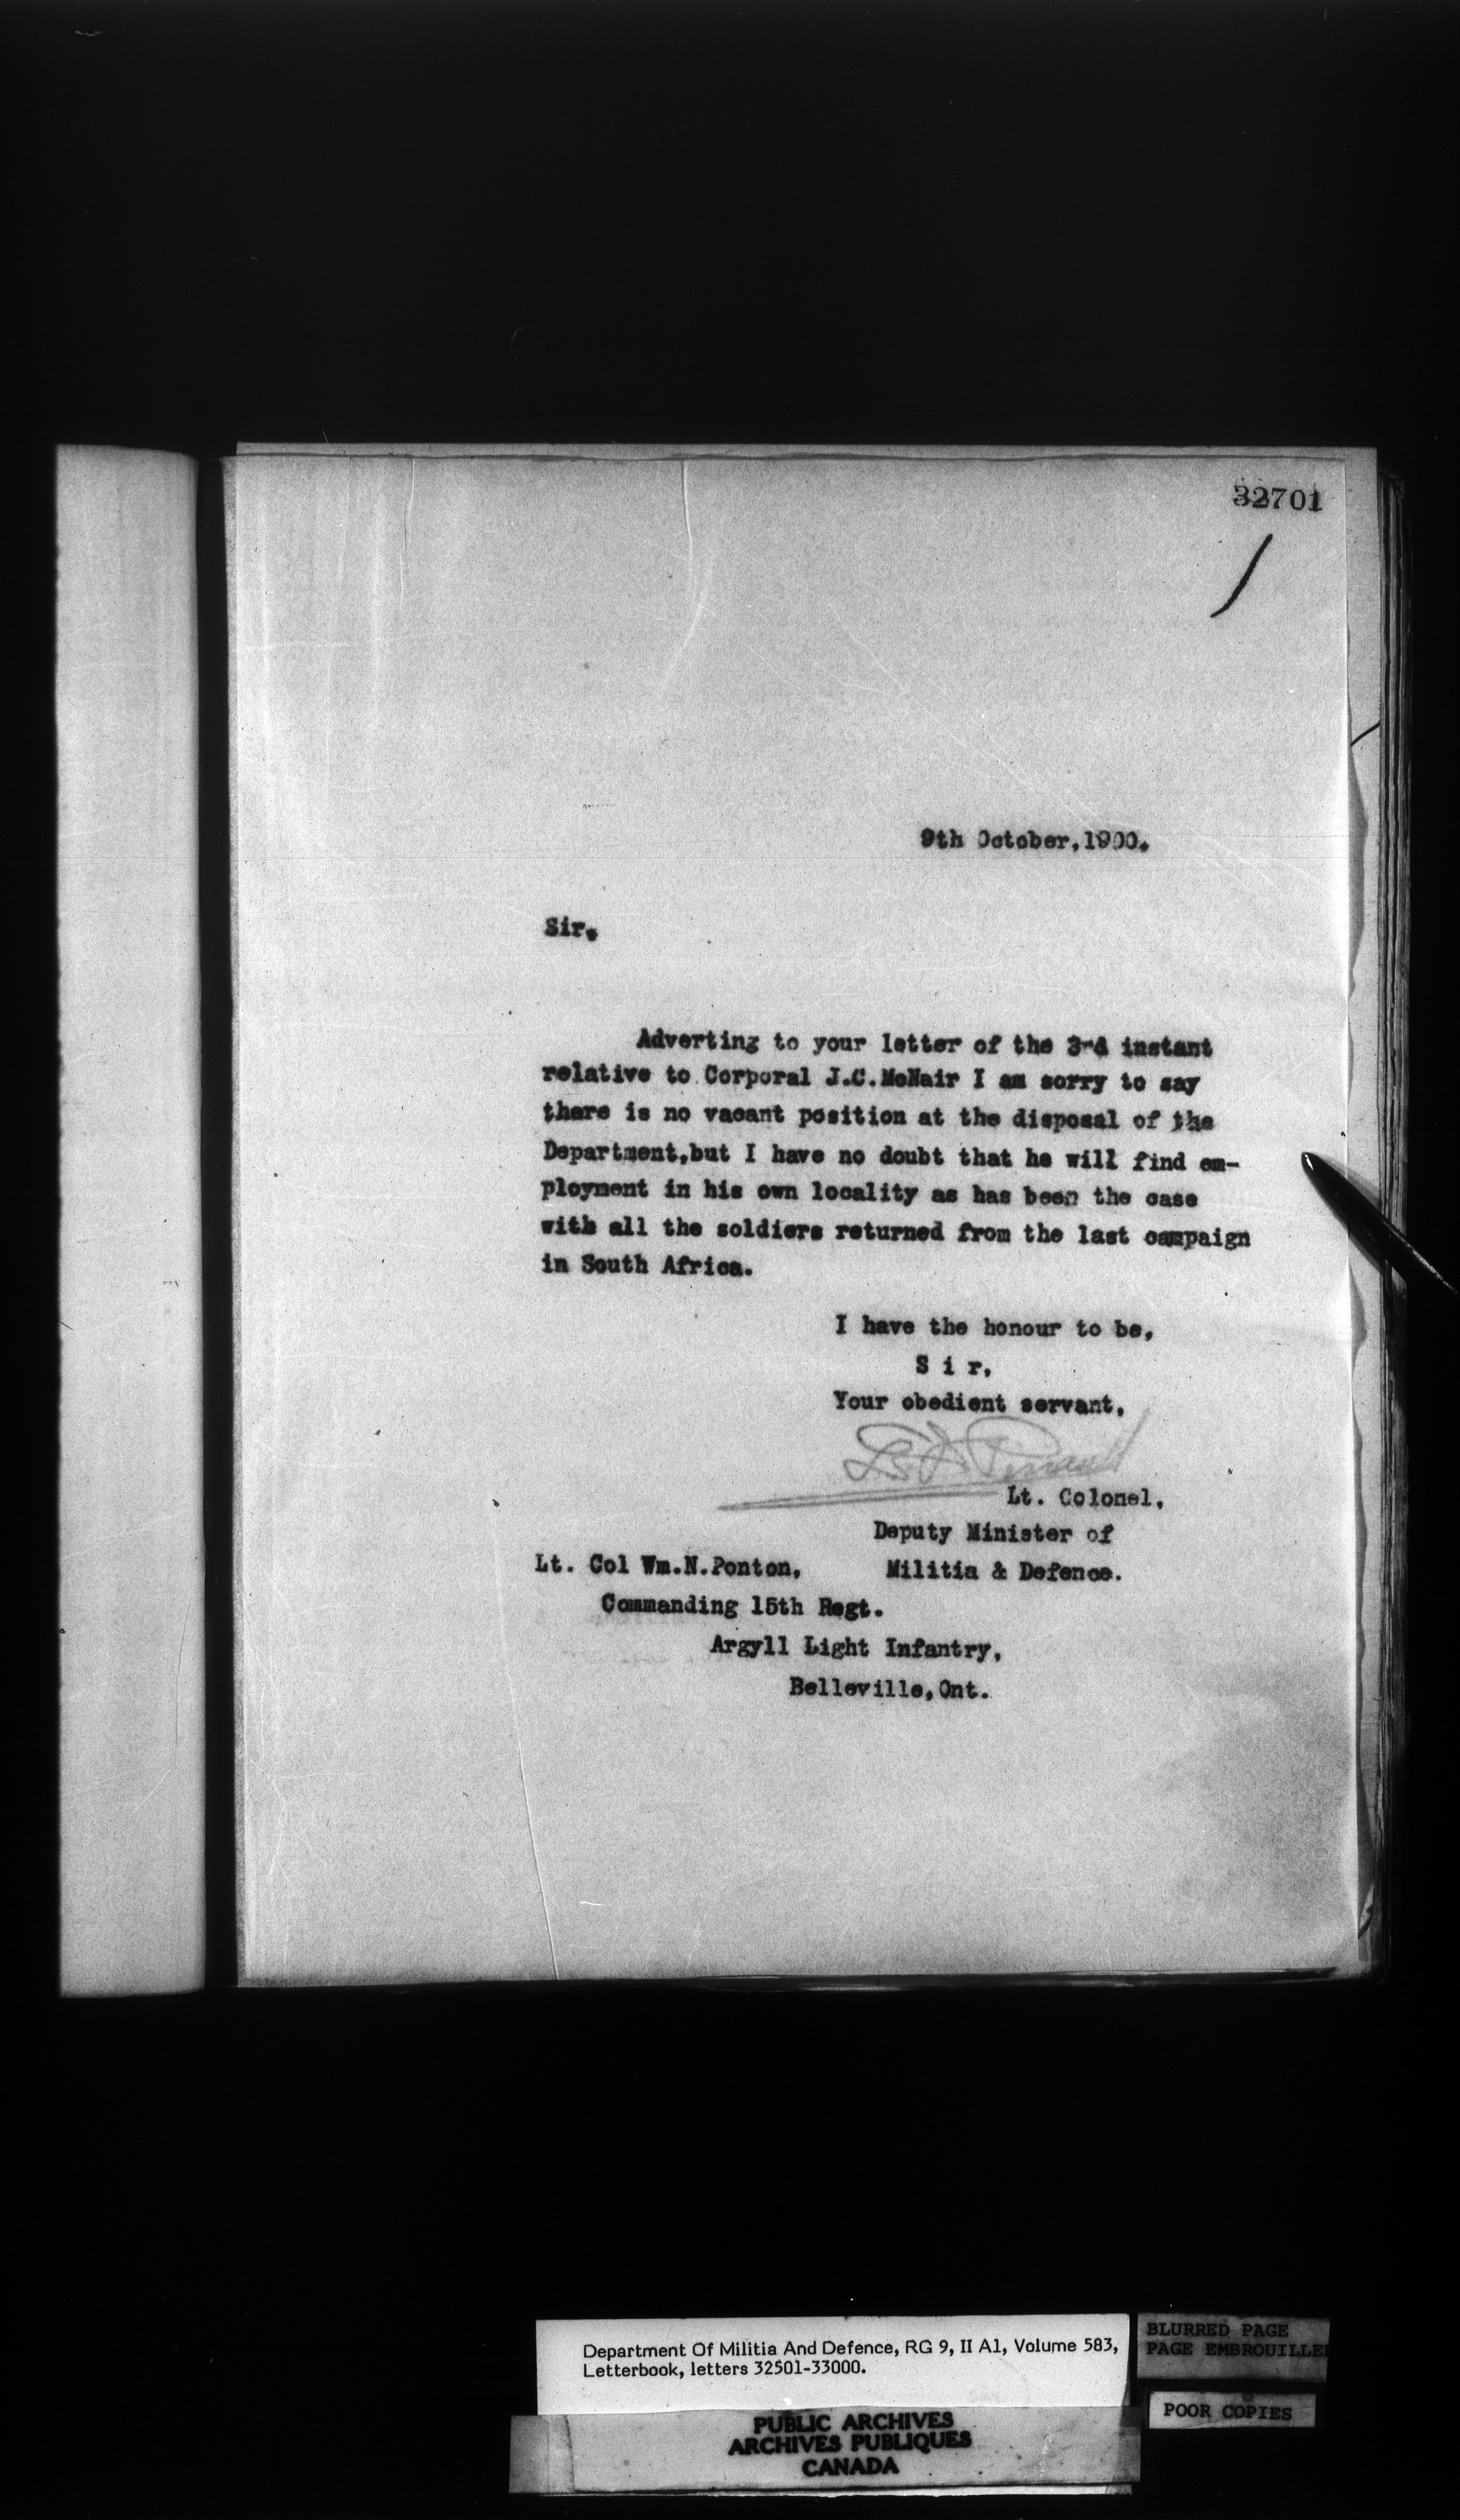 32701
9th October,1900.
Sir.
Adverting to your letter of the 3rd instant
relative to Corporal J.C.McNair I am sorry to say
there is no vacant position at the disposal of the
Department,but I have no doubt that he will find em-
ployment in his own locality as has been the case
with all the soldiers returned from the last campaign
in South Africa.
I have the honour to be,
S i r,
Your obedient servant,
Lt. Colonel,
Deputy Minister of
Militia & Defence.
Lt. Col Wm.N.Ponton,
Commanding 15th Regt.
Argyll Light Infantry,
Belleville,Ont.
Department Of Militia And Defence, RG 9, II A1, Volume 583,
Letterbook, letters 32501-33000.
BLURRED PAGE
PAGE EMBROUILLEE
POOR COPIES
PUBLIC ARCHIVES
ARCHIVES PUBLIQUES
CANADA